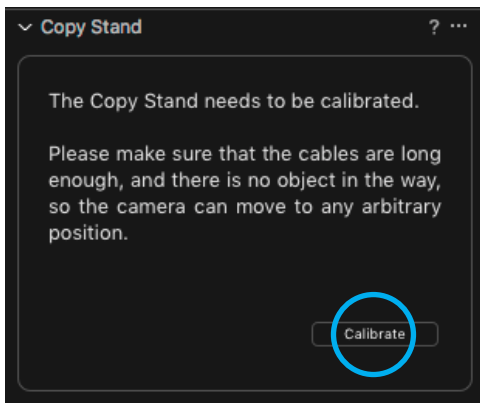 Copy Stand ? ...
The Copy Stand needs to be calibrated.
Please make sure that the cables are long
enough, and there is no object in the way,
so the camera can move to any arbitrary
position.
Calibrate